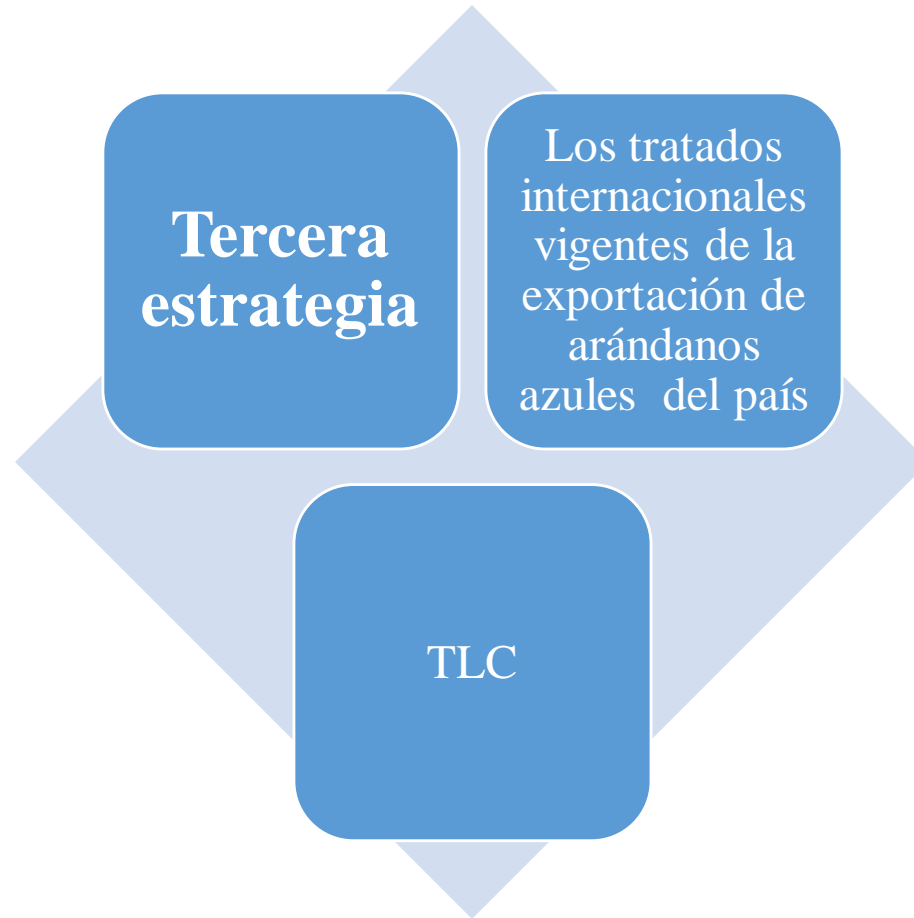 Tercera
estrategia
Los tratados
internacionales
vigentes de la
exportación de
arándanos
azules  del país
TLC